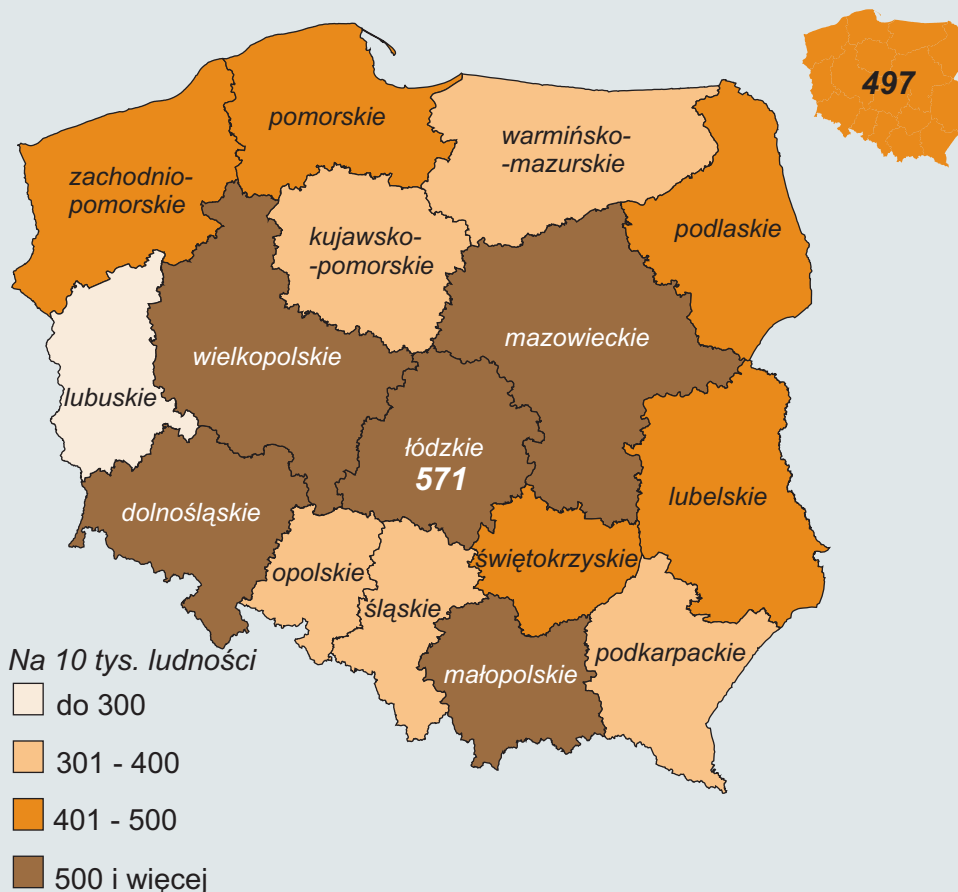 pomorskie
497
warmińsko-
-mazurskie
zachodnio-
pomorskie
kujawsko-
-pomorskie
podlaskie
mazowieckie
wielkopolskie
lubuskie
łódzkie
571
lubelskie
dolnośląskie
świętokrzyskie
opolskie
śląskie
podkarpackie
małopolskie
Na 10 tys. ludności
do 300
301 - 400
401 - 500
500 i więcej